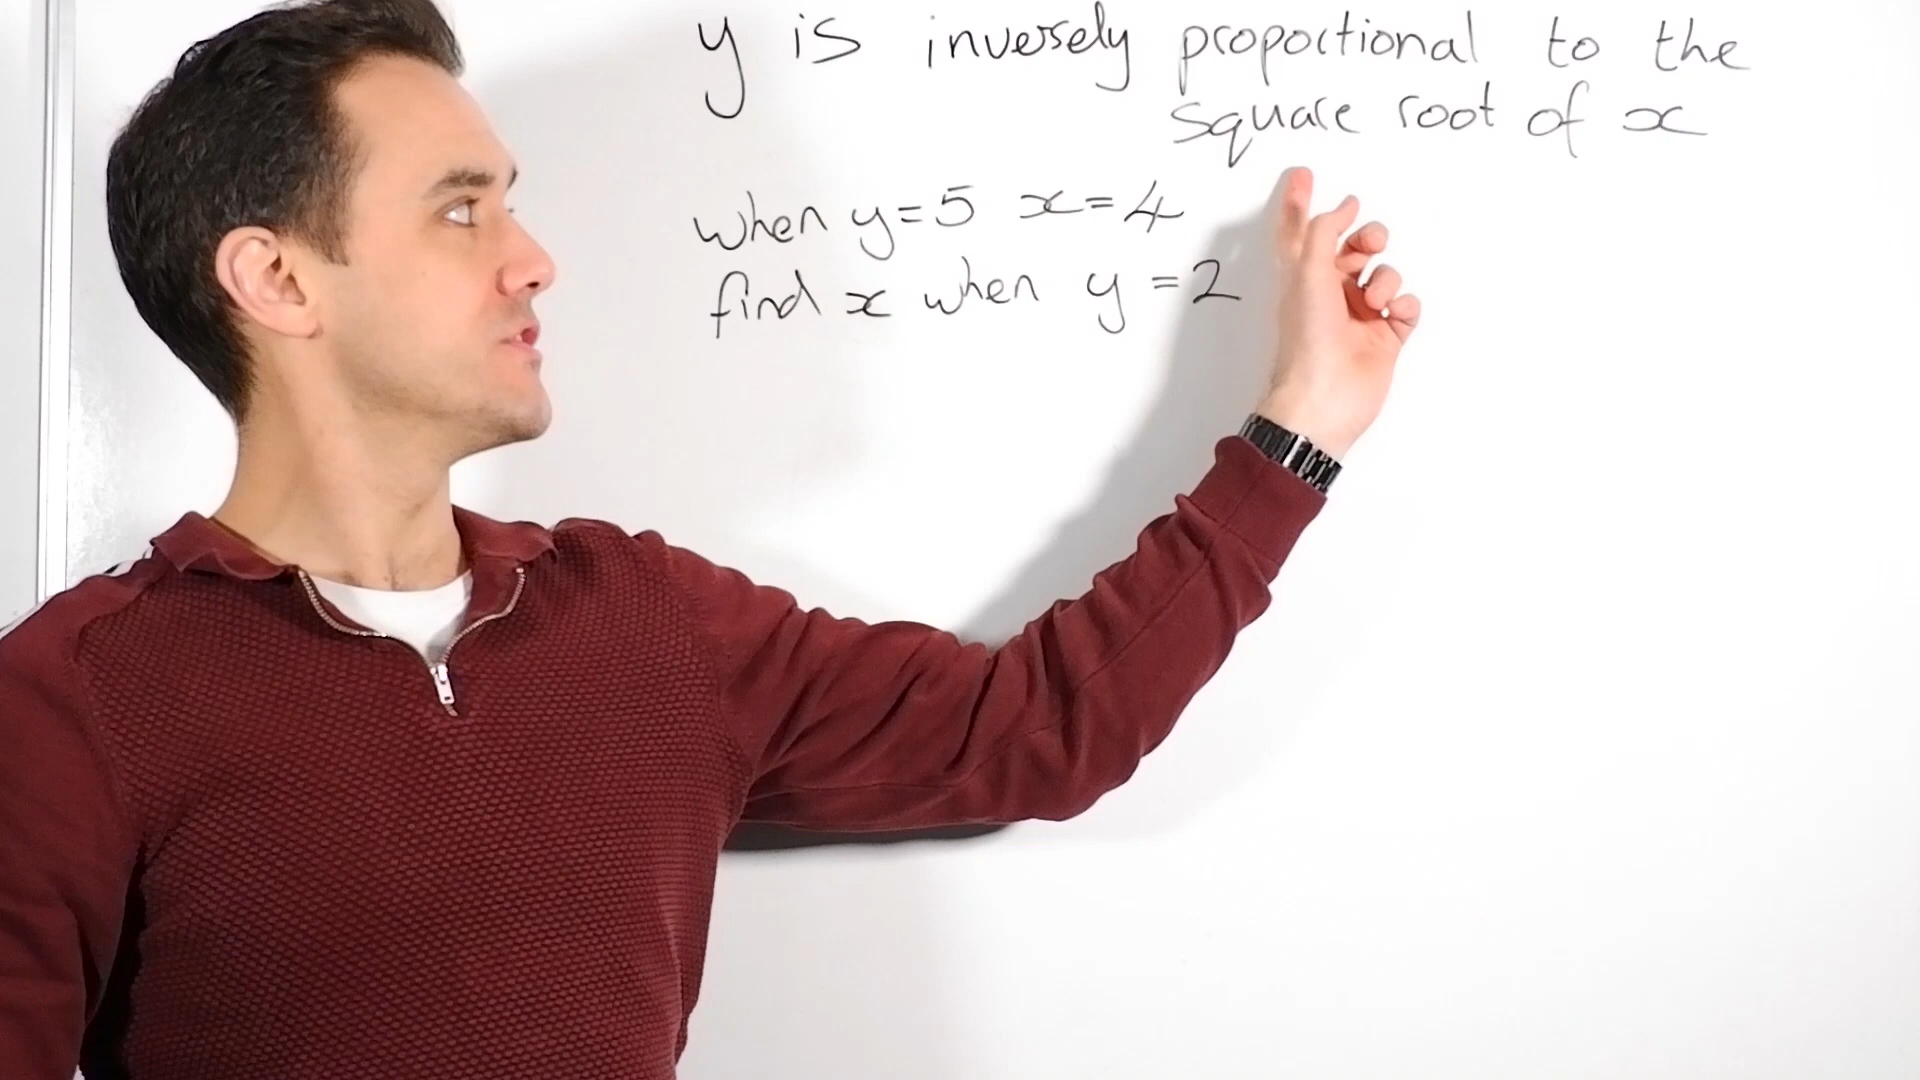 y is inversely proportional to the
square root of x
when y=5 x=4
find x when y=2